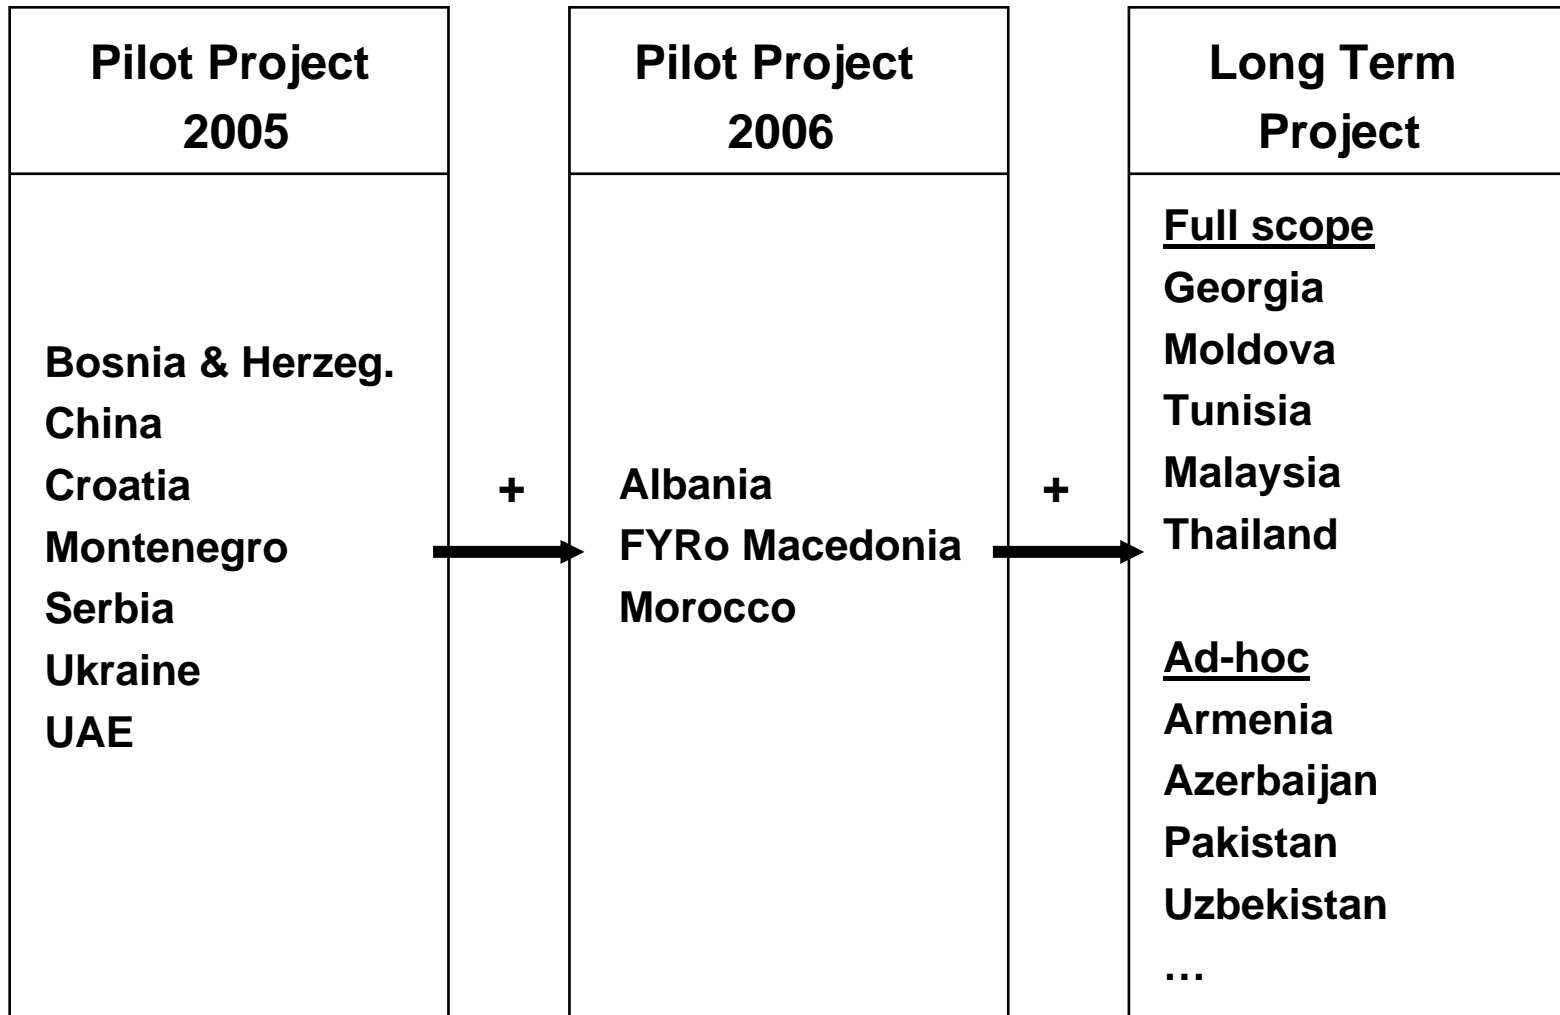 Pilot Project
2005
Bosnia & Herzeg.
China
Croatia
Montenegro
Serbia
Ukraine
UAE
+
Pilot Project
2006
Albania
FYRo Macedonia
Morocco
+
Long Term
Project
Full scope
Georgia
Moldova
Tunisia
Malaysia
Thailand
Ad-hoc
Armenia
Azerbaijan
Pakistan
Uzbekistan
…